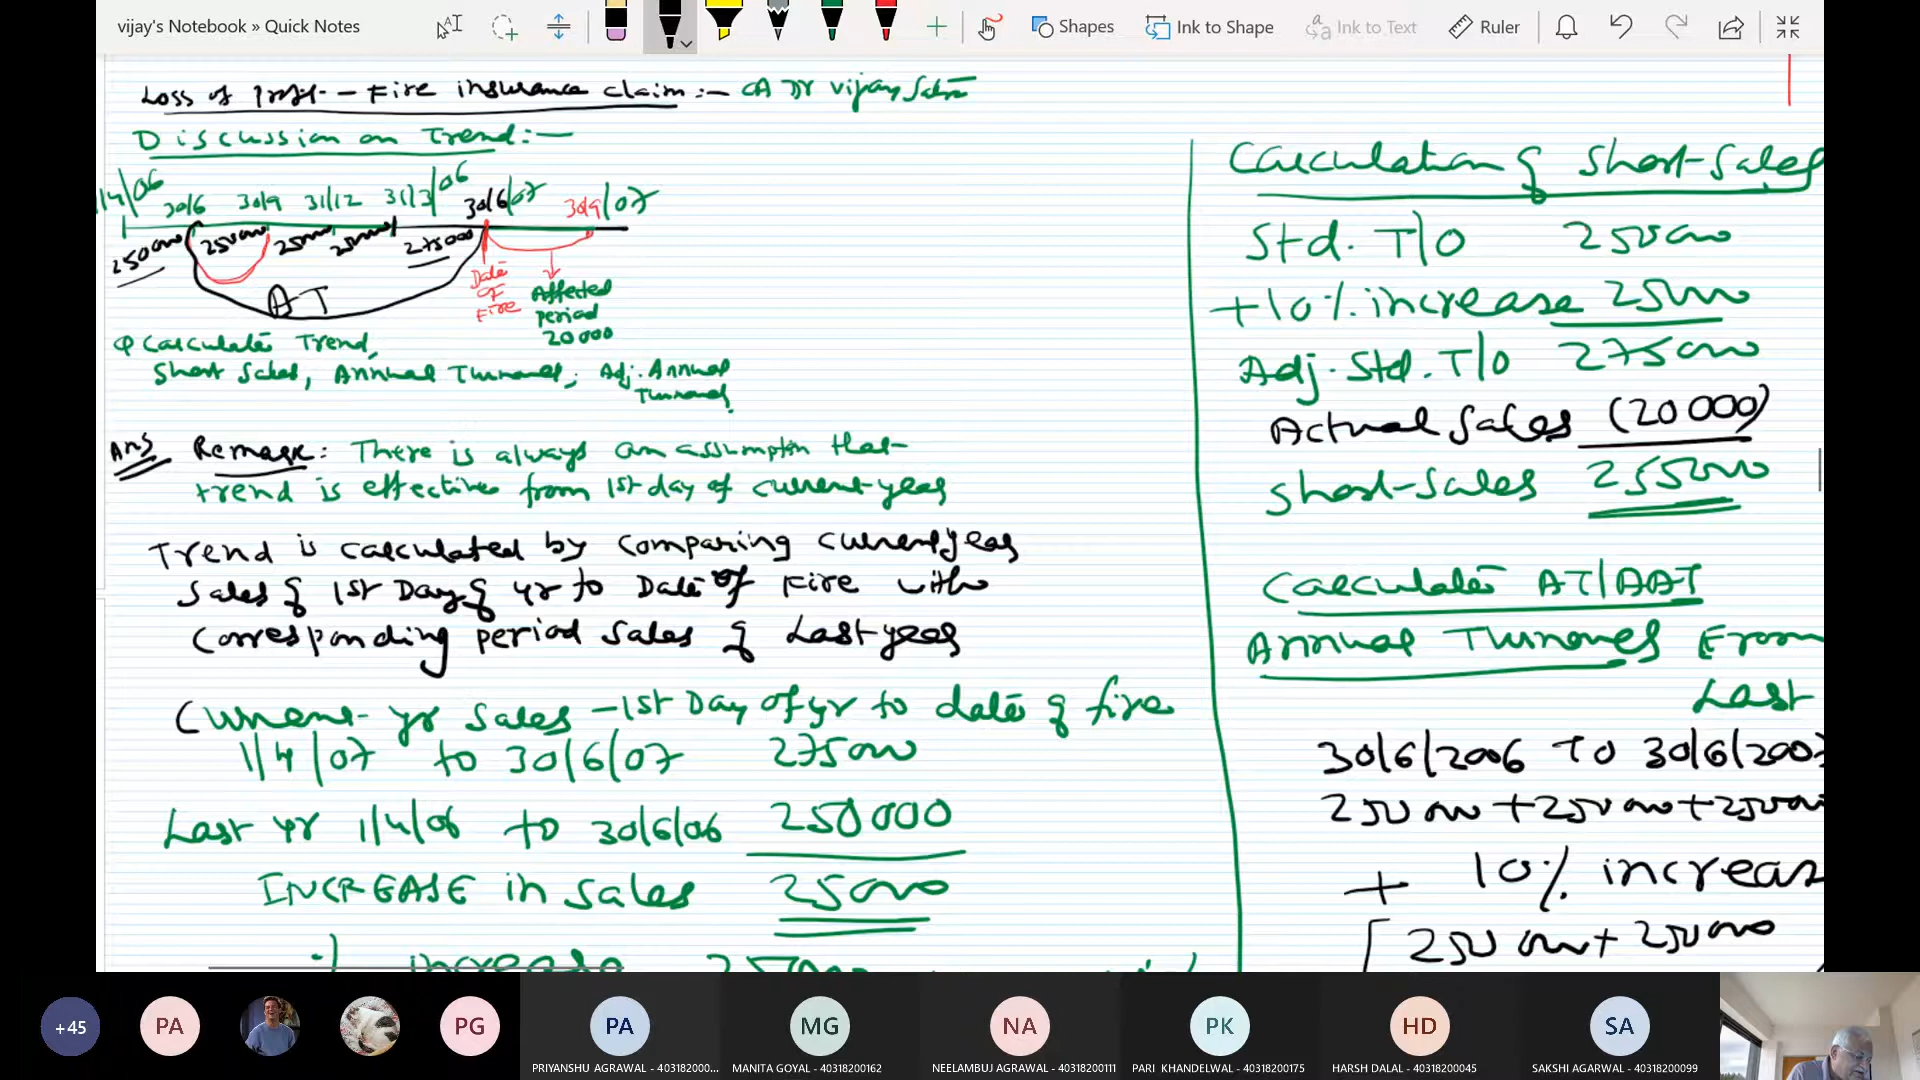 vijay's Notebook » Quick Notes
Shapes
Ink to Shape
Ink to Text
Ruler
Loss of Profit - Fire insurance claim :- CA Dr vijay
Discussion on Trend :-
1/4/06 30/6 30/9 31/12 31/3/06 30/6/07 30/9/07
250000 250000 25000 25000 275000
AT
Date of Fire
Affected period 20000
Q Calculate Trend,
Short Sales, Annual Turnover, Adj. Annual
Turnover.
Ans Remark: There is always an assumption that
trend is effective from 1st day of current year
Trend is calculated by comparing current year
Sales of 1st Day of yr to Date of Fire with
Corresponding period sales of Last year
Current yr Sales - 1st Day of yr to date of fire
1/4/07 to 30/6/07 275000
Last yr 1/4/06 to 30/6/06 250000
INCREASE in Sales 25000
% increase
Calculation of Short Sales
Std. T/O 250000
+10% increase 25000
Adj. Std. T/O 275000
Actual Sales (20000)
Short Sales 255000
Calculate AT/AAT
Annual Turnover From
Last
30/6/2006 TO 30/6/2007
250000+250000+250000
+ 10% increas
[250000+250000
+45
PA
PG
PA
MG
NA
PK
HD
SA
PRIYANSHU AGRAWAL - 403182000...
MANITA GOYAL - 40318200162
NEELAMBUJ AGRAWAL - 40318200111
PARI KHANDELWAL - 40318200175
HARSH DALAL - 40318200045
SAKSHI AGARWAL - 40318200099